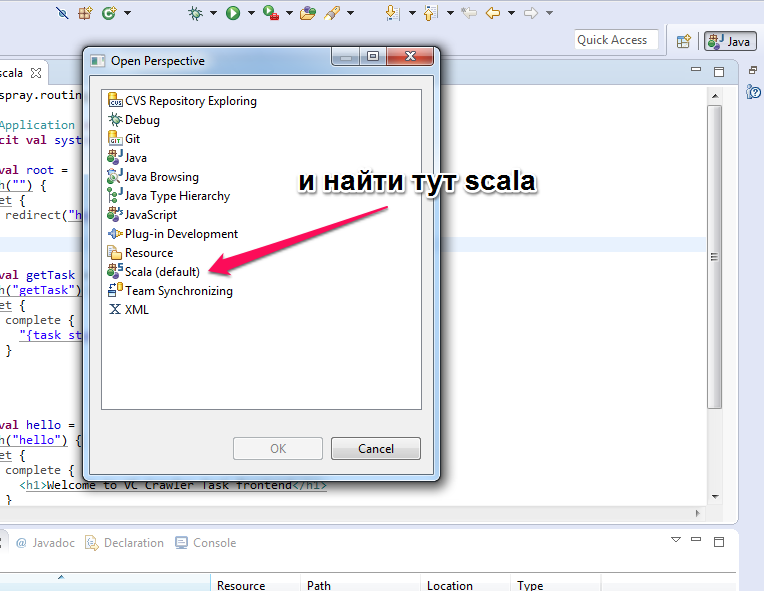 Quick Access
Java
scala
Open Perspective
CVS Repository Exploring
Debug
Git
Java
Java Browsing
Java Type Hierarchy
JavaScript
Plug-in Development
Resource
Scala (default)
Team Synchronizing
XML
OK
Cancel
и найти тут scala
spray.routin
Application
cit val syst
val root =
h("") {
et {
redirect("h
val getTask
h("getTask")
et {
complete {
"{task st
}
val hello =
h("hello") {
et {
complete {
<h1>Welcome to VC Crawler Task frontend</h1>
}
@ Javadoc
Declaration
Console
Resource
Path
Location
Type